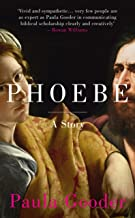 'Vivid and sympathetic... very few people are
as expert as Paula Gooder in communicating
biblical scholarship clearly and creatively'
- Rowan Williams
PHOEBE
A Story
Paula Gooder